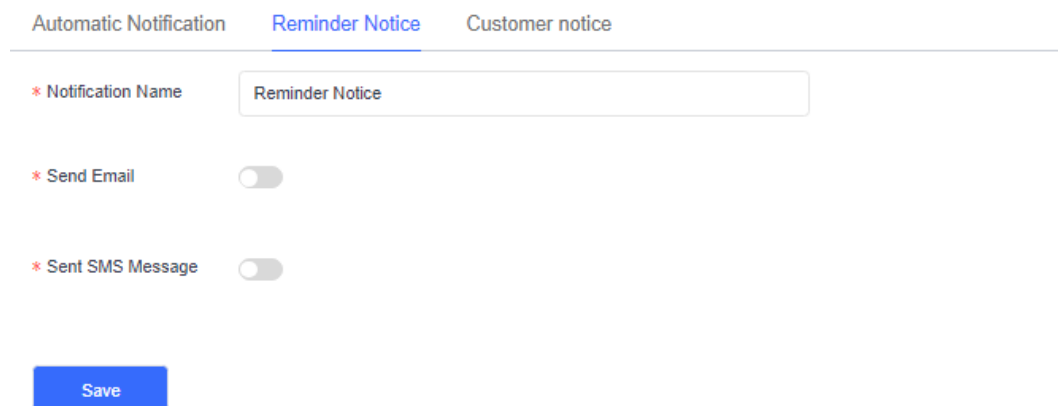 Automatic Notification Reminder Notice Customer notice
* Notification Name Reminder Notice
* Send Email
* Sent SMS Message
Save